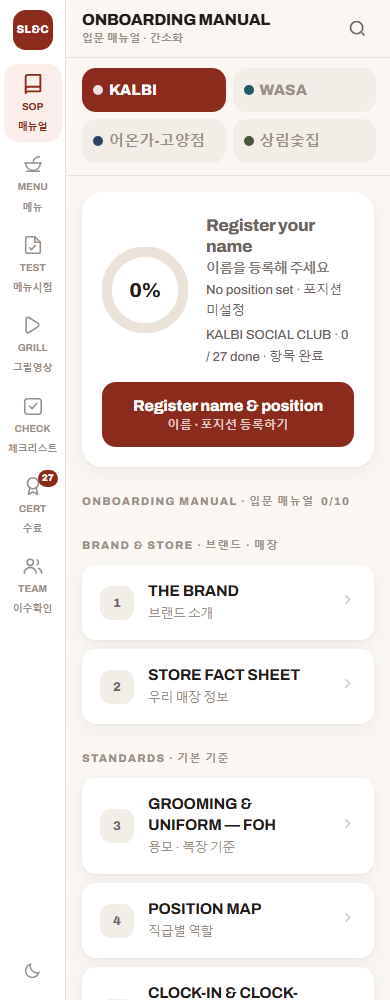 SL&C
SOP
매뉴얼
MENU
메뉴
TEST
메뉴시험
GRILL
그릴영상
CHECK
체크리스트
27
CERT
수료
TEAM
이수확인
ONBOARDING MANUAL
입문 매뉴얼 · 간소화
KALBI
WASA
어온가-고양점
상림숯집
0%
Register your
name
이름을 등록해 주세요
No position set · 포지션
미설정
KALBI SOCIAL CLUB · 0
/ 27 done · 항목 완료
Register name & position
이름 · 포지션 등록하기
ONBOARDING MANUAL · 입문 매뉴얼 0/10
BRAND & STORE · 브랜드 · 매장
1
THE BRAND
브랜드 소개
2
STORE FACT SHEET
우리 매장 정보
STANDARDS · 기본 기준
3
GROOMING &
UNIFORM — FOH
용모 · 복장 기준
4
POSITION MAP
직급별 역할
CLOCK-IN & CLOCK-